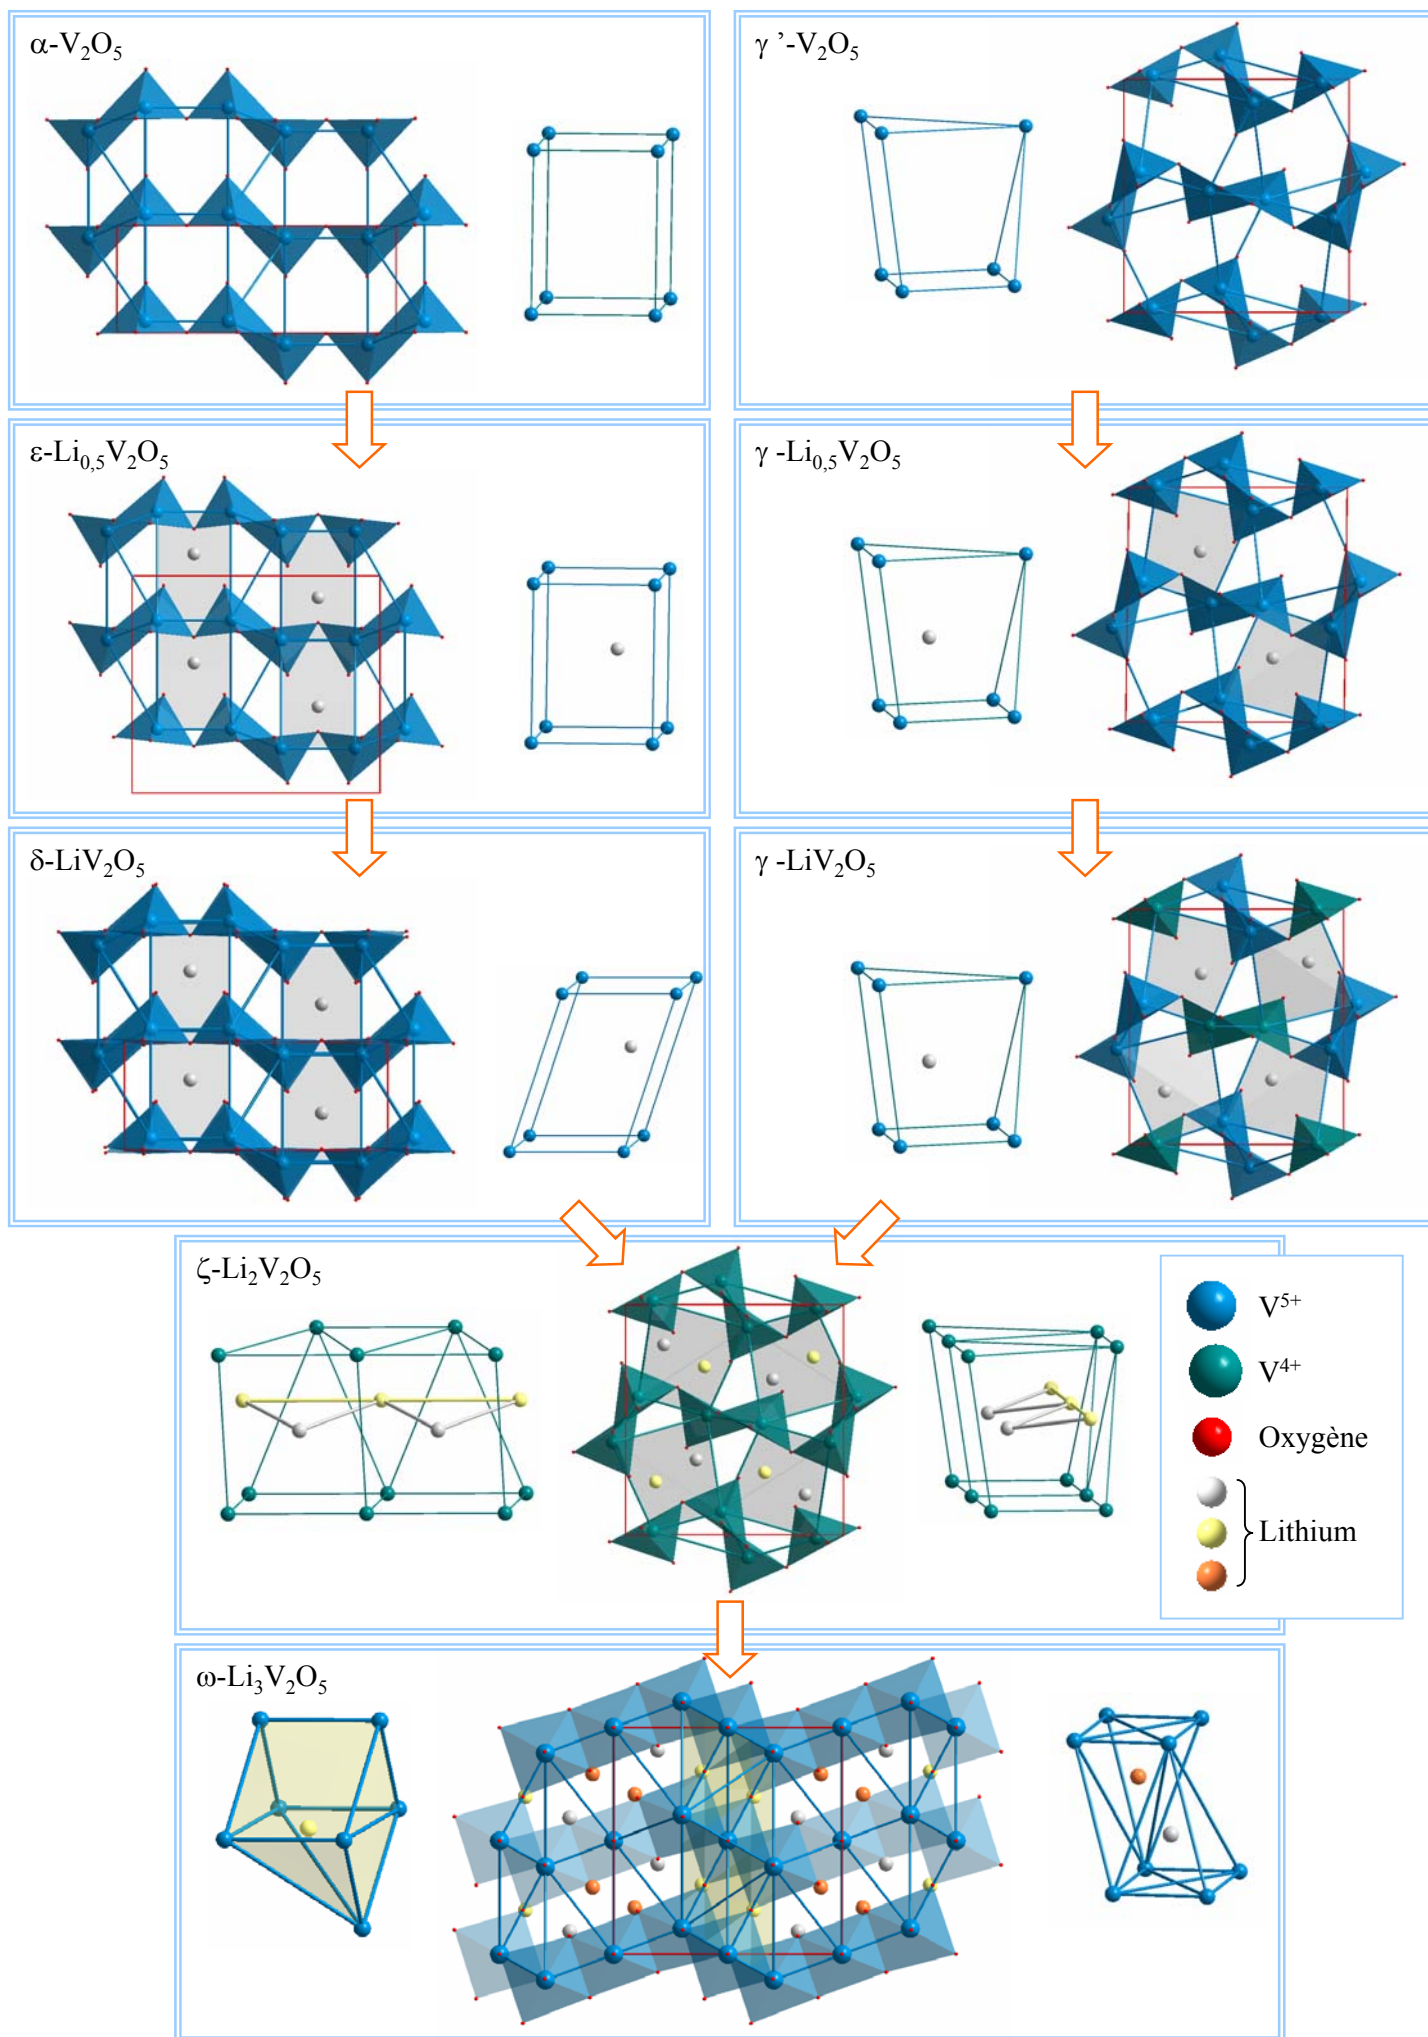 α-V₂O₅
γ ’-V₂O₅
ε-Li₀,₅V₂O₅
γ -Li₀,₅V₂O₅
δ-LiV₂O₅
γ -LiV₂O₅
ζ-Li₂V₂O₅
V⁵⁺
V⁴⁺
Oxygène
Lithium
ω-Li₃V₂O₅